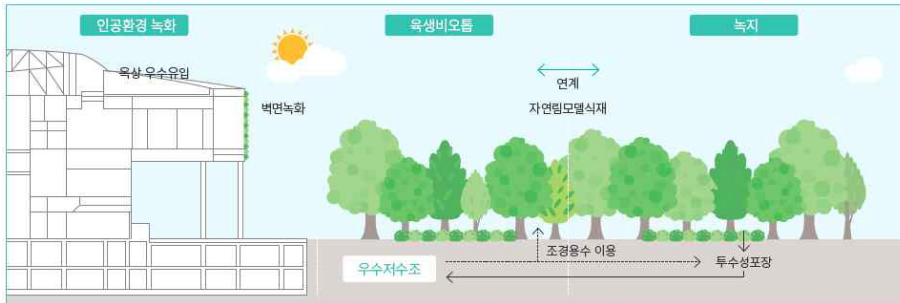 인공환경 녹화
육생비오톱
녹지
옥상 우수유입
벽면녹화
연계
자연림모델식재
조경용수 이용
투수성포장
우수저수조